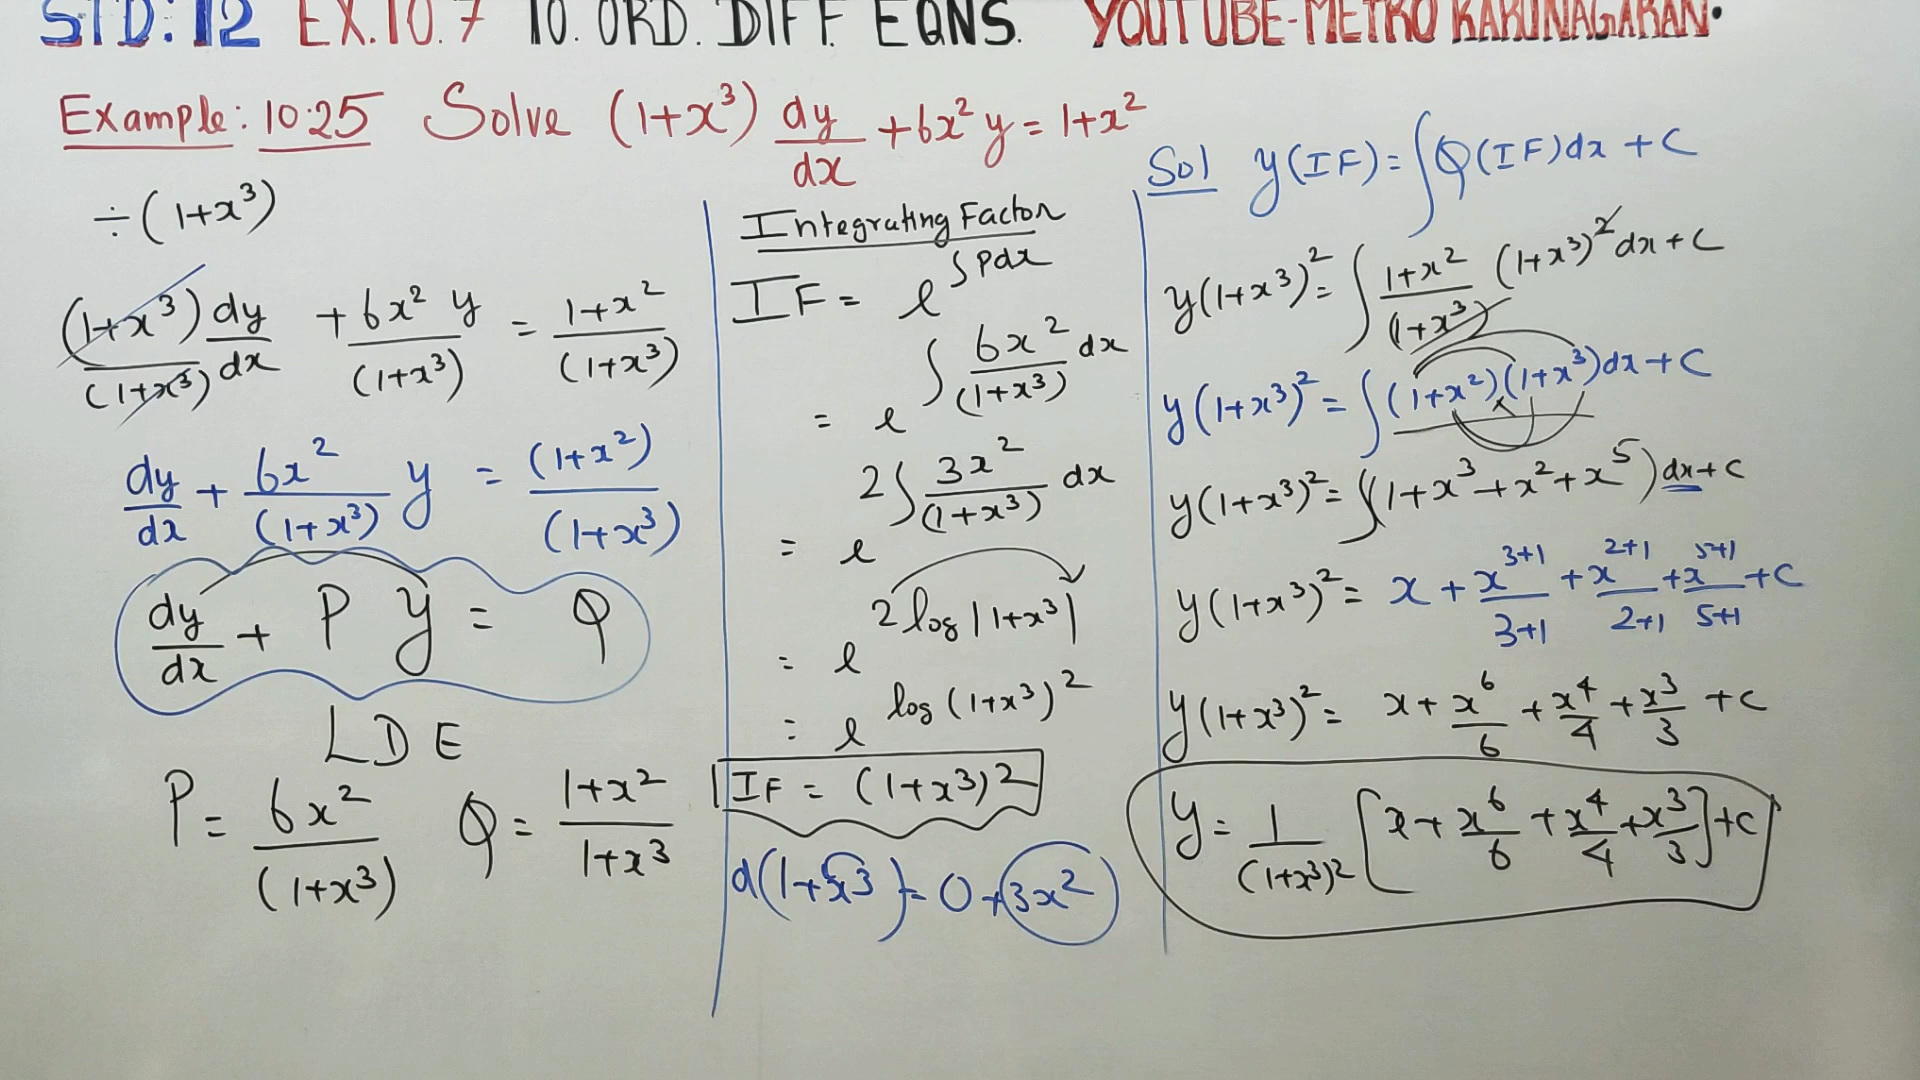 STD:12 EX.10.7 10. ORD. DIFF. EQNS. YOUTUBE-METRO KARUNAGARAN.
Example: 10.25 Solve (1+x³) dy/dx + 6x² y = 1+x²
÷ (1+x³)
(1+x³)/(1+x³) dy/dx + 6x² y/(1+x³) = 1+x²/(1+x³)
dy/dx + 6x²/(1+x³) y = (1+x²)/(1+x³)
dy/dx + P y = Q
LDE
P = 6x²/(1+x³) Q = 1+x²/1+x³
Integrating Factor
IF = e^∫Pdx
= e^∫ 6x²/(1+x³) dx
= e^2∫ 3x²/(1+x³) dx
= e^2 log|1+x³|
= e^log (1+x³)²
IF = (1+x³)²
d(1+x³) = 0+3x²
Sol y(IF) = ∫Q(IF)dx + C
y(1+x³)² = ∫ 1+x²/(1+x³) (1+x³)² dx + C
y(1+x³)² = ∫(1+x²)(1+x³)dx + C
y(1+x³)² = ∫(1+x³+x²+x⁵)dx + C
y(1+x³)² = x + x^3+1/3+1 + x^2+1/2+1 + x^5+1/5+1 + C
y(1+x³)² = x + x⁶/6 + x⁴/4 + x³/3 + C
y = 1/(1+x³)² [x + x⁶/6 + x⁴/4 + x³/3] + C